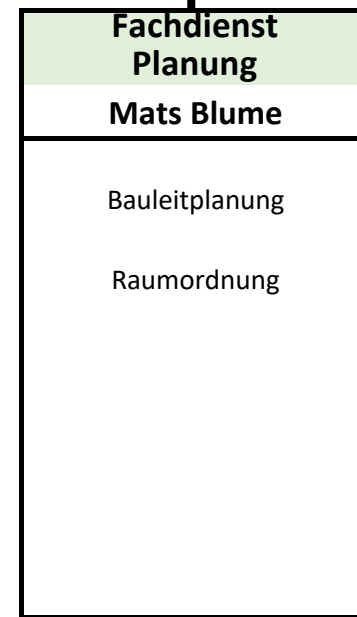 Fachdienst
Planung
Mats Blume
Bauleitplanung
Raumordnung